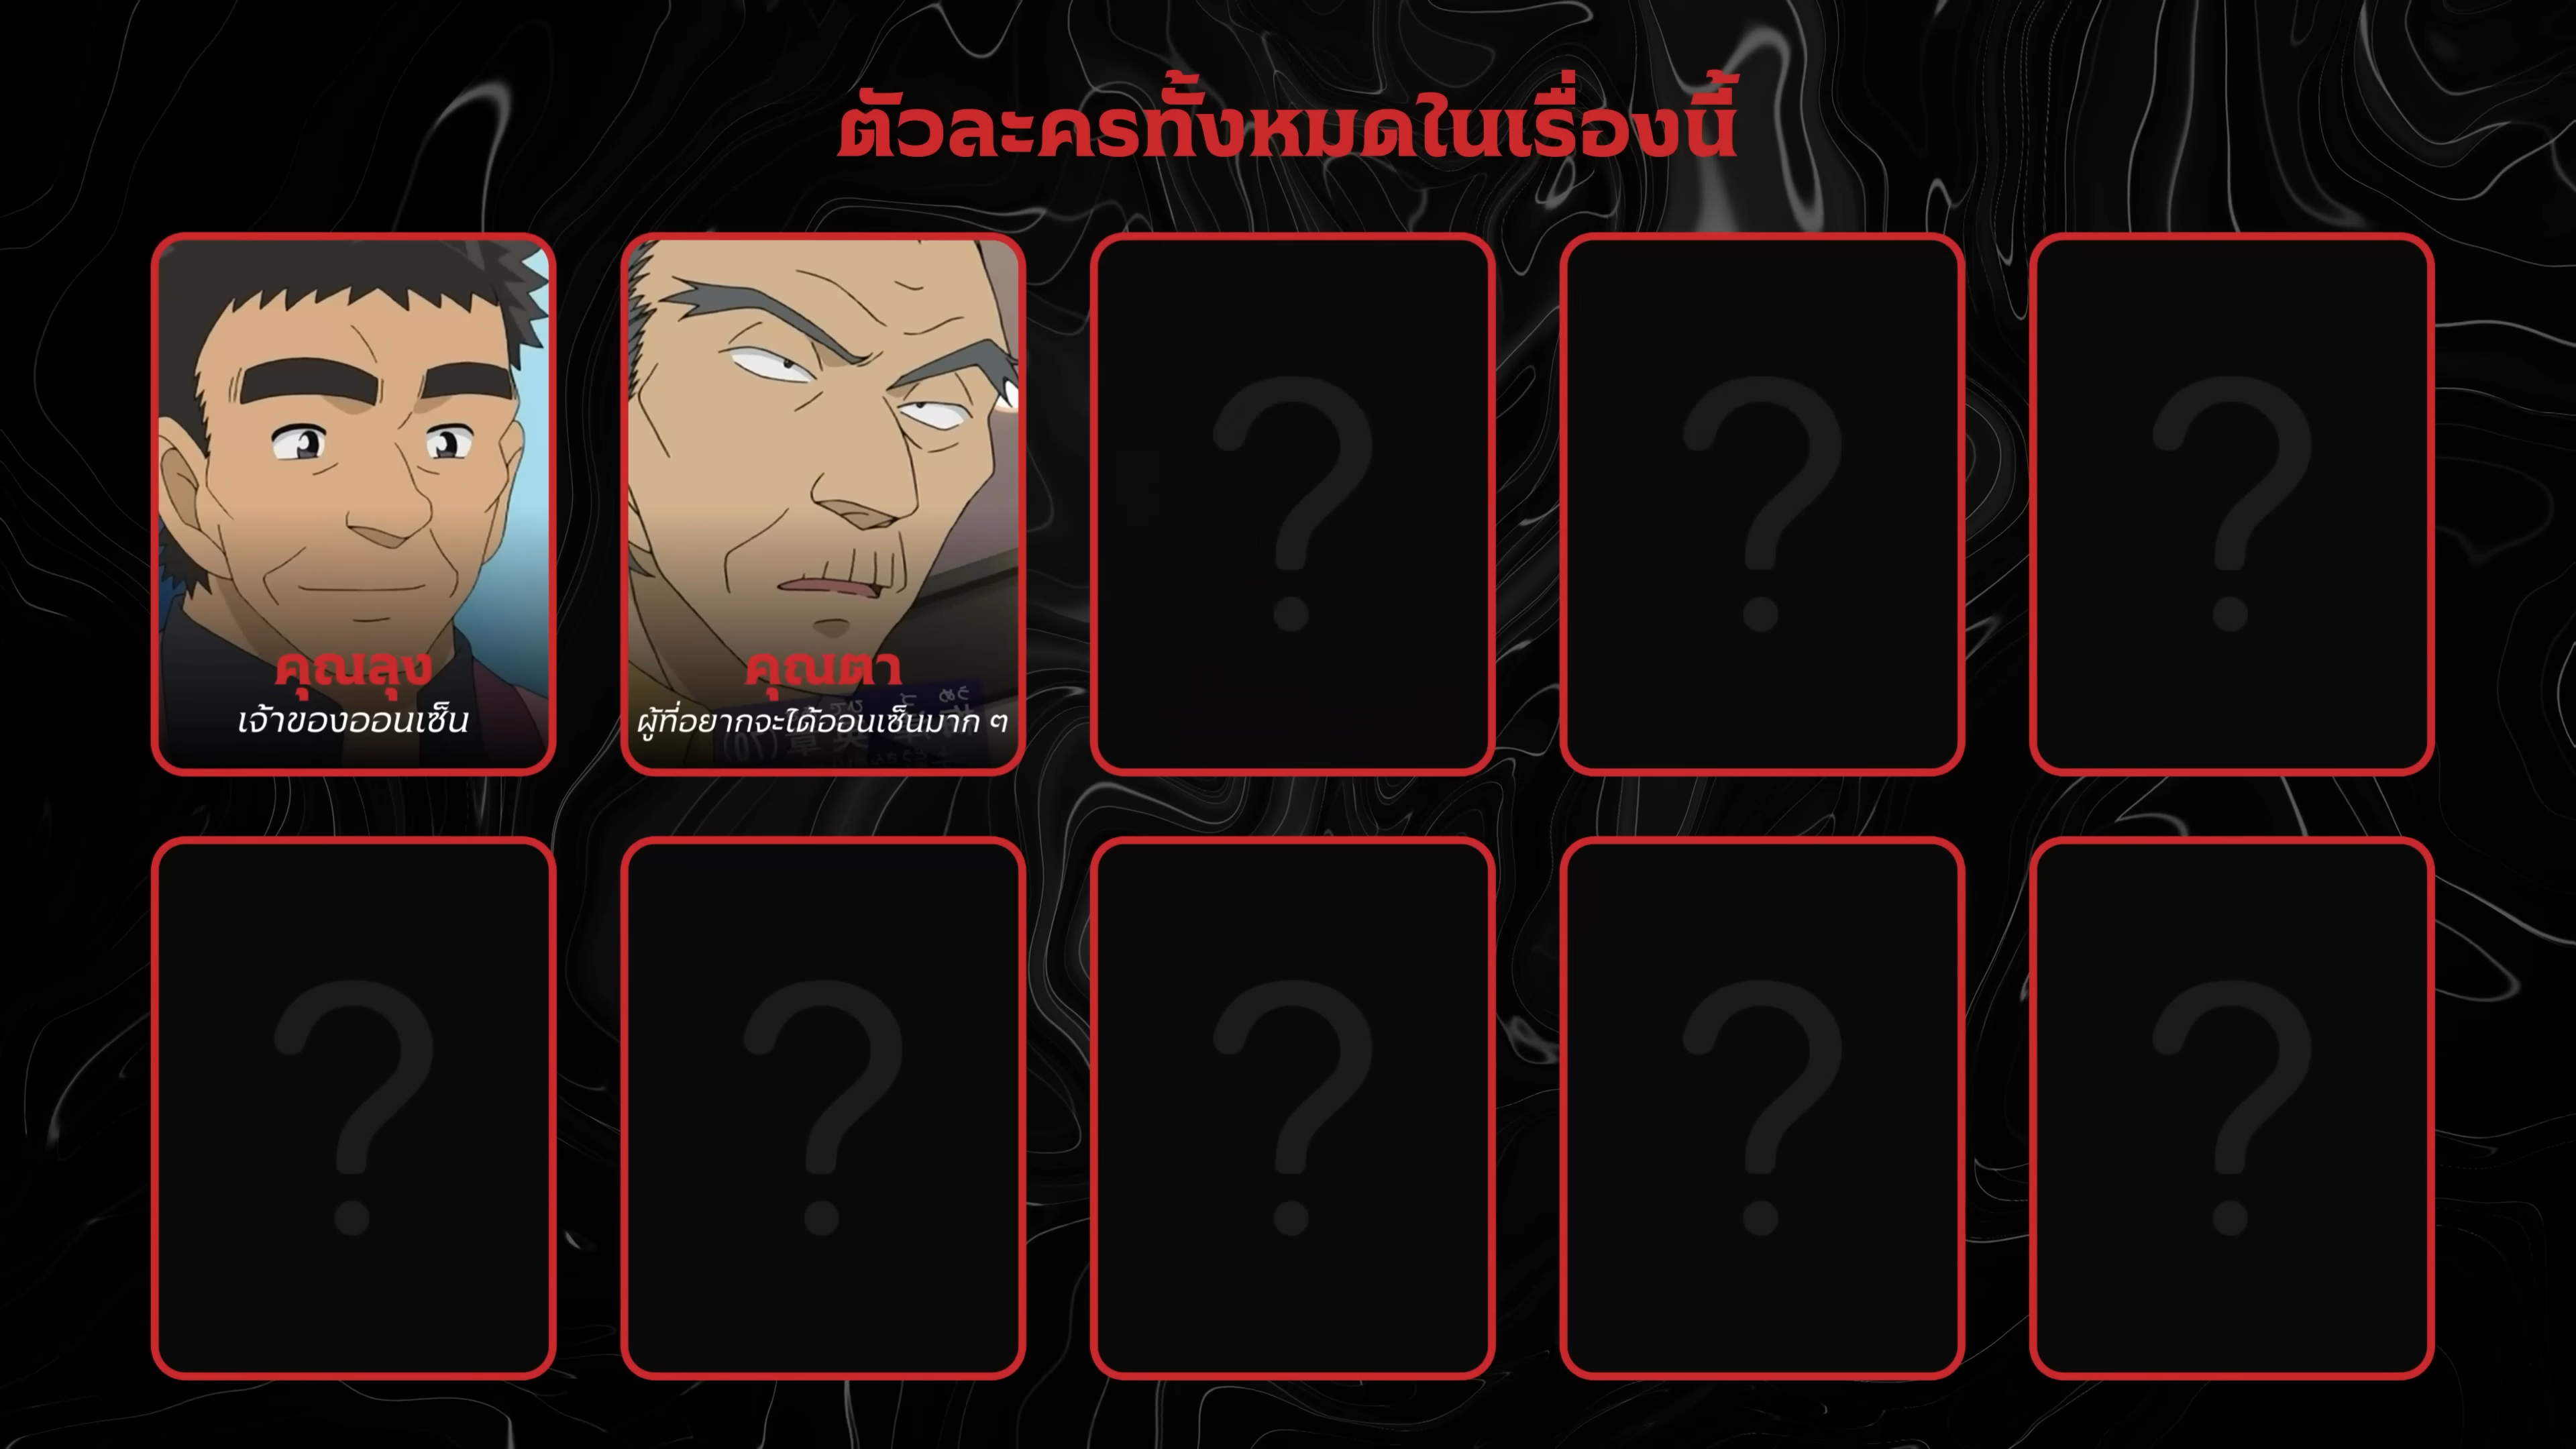 ตัวละครทั้งหมดในเรื่องนี้
คุณลุง
เจ้าของออนเซ็น
คุณตา
ผู้ที่อยากจะได้ออนเซ็นมาก ๆ
?
?
?
?
?
?
?
?